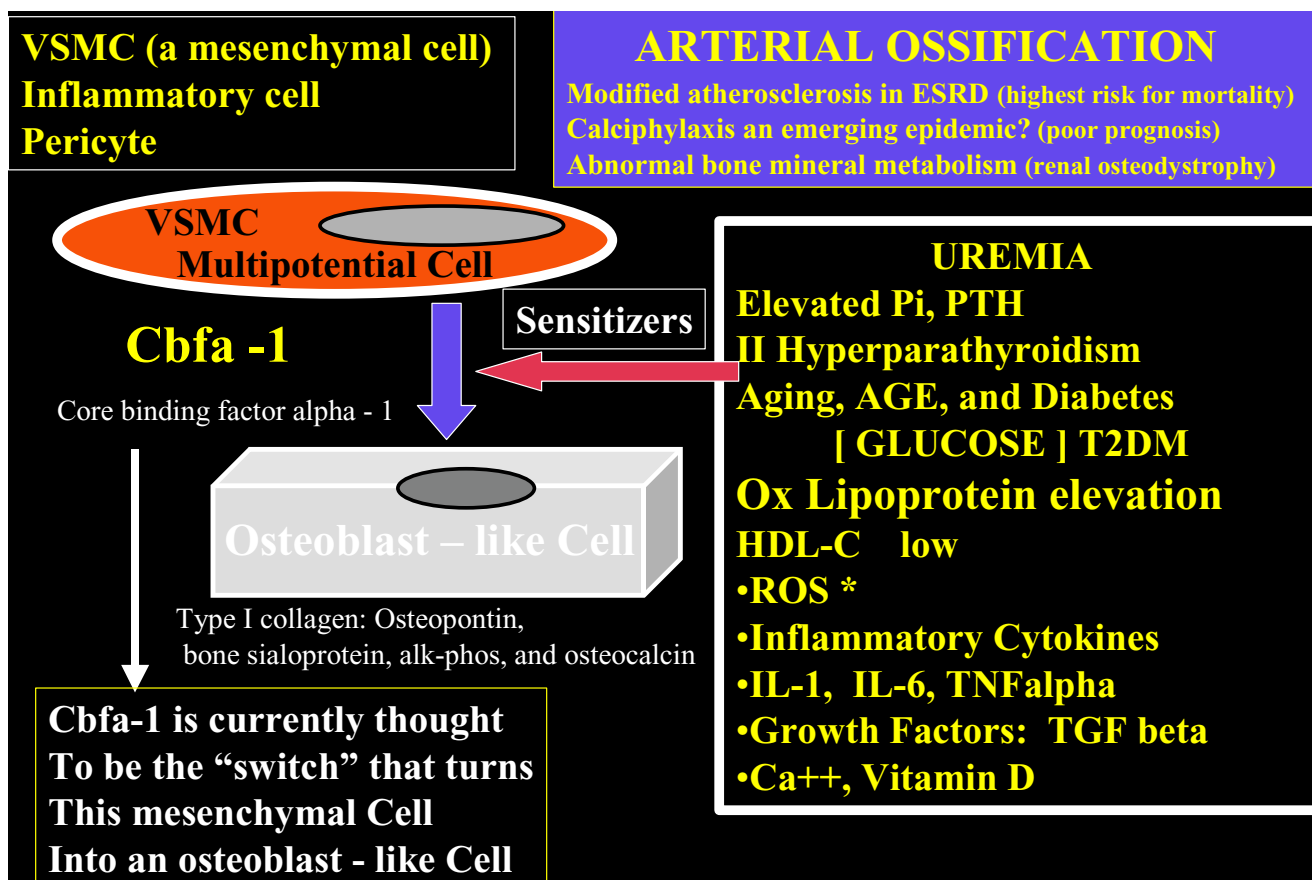 VSMC (a mesenchymal cell)
Inflammatory cell
Pericyte
ARTERIAL OSSIFICATION
Modified atherosclerosis in ESRD (highest risk for mortality)
Calciphylaxis an emerging epidemic? (poor prognosis)
Abnormal bone mineral metabolism (renal osteodystrophy)
VSMC
Multipotential Cell
Cbfa -1
Core binding factor alpha - 1
Sensitizers
UREMIA
Elevated Pi, PTH
II Hyperparathyroidism
Aging, AGE, and Diabetes
[ GLUCOSE ] T2DM
Ox Lipoprotein elevation
HDL-C low
•ROS *
•Inflammatory Cytokines
•IL-1, IL-6, TNFalpha
•Growth Factors: TGF beta
•Ca++, Vitamin D
Osteoblast – like Cell
Type I collagen: Osteopontin,
bone sialoprotein, alk-phos, and osteocalcin
Cbfa-1 is currently thought
To be the “switch” that turns
This mesenchymal Cell
Into an osteoblast - like Cell